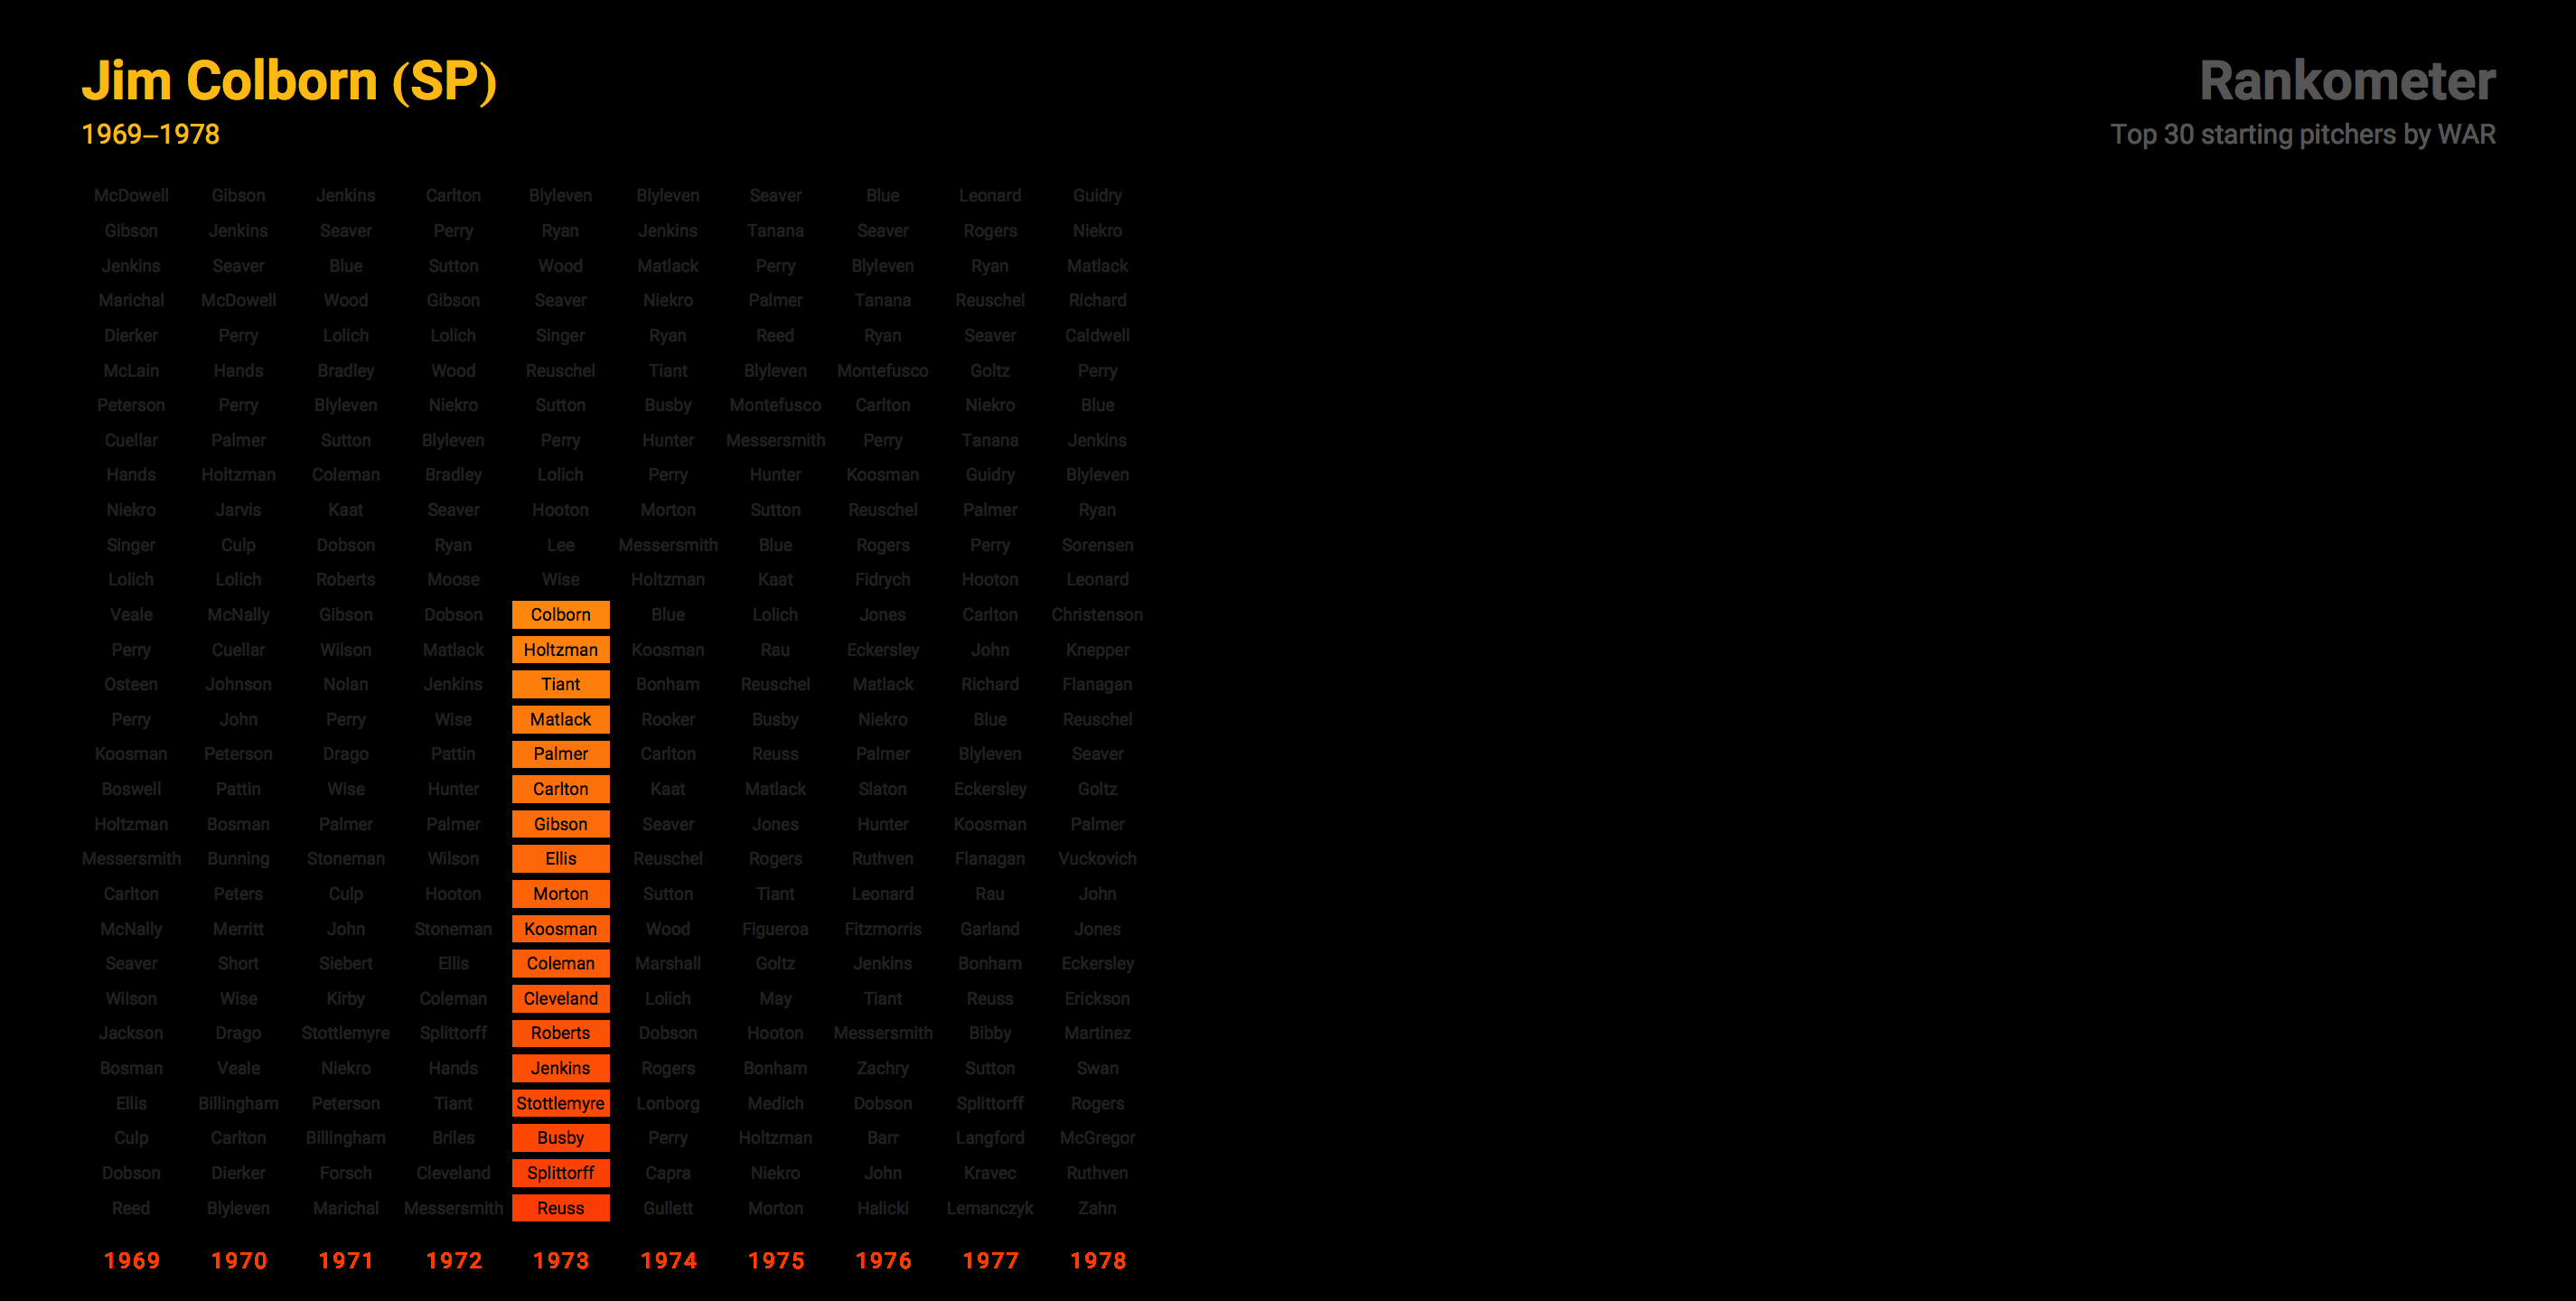 Jim Colborn (SP)
1969–1978
Rankometer
Top 30 starting pitchers by WAR
McDowell Gibson Jenkins Carlton Blyleven Blyleven Seaver Blue Leonard Guidry
Gibson Jenkins Seaver Perry Ryan Jenkins Tanana Seaver Rogers Niekro
Jenkins Seaver Blue Sutton Wood Matlack Perry Blyleven Ryan Matlack
Marichal McDowell Wood Gibson Seaver Niekro Palmer Tanana Reuschel Richard
Dierker Perry Lolich Lolich Singer Ryan Reed Ryan Seaver Caldwell
McLain Hands Bradley Wood Reuschel Tiant Blyleven Montefusco Goltz Perry
Peterson Perry Blyleven Niekro Sutton Busby Montefusco Carlton Niekro Blue
Cuellar Palmer Sutton Blyleven Perry Hunter Messersmith Perry Tanana Jenkins
Hands Holtzman Coleman Bradley Lolich Perry Hunter Koosman Guidry Blyleven
Niekro Jarvis Kaat Seaver Hooton Morton Sutton Reuschel Palmer Ryan
Singer Culp Dobson Ryan Lee Messersmith Blue Rogers Perry Sorensen
Lolich Lolich Roberts Moose Wise Holtzman Kaat Fidrych Hooton Leonard
Veale McNally Gibson Dobson Colborn Blue Lolich Jones Carlton Christenson
Perry Cuellar Wilson Matlack Holtzman Koosman Rau Eckersley John Knepper
Osteen Johnson Nolan Jenkins Tiant Bonham Reuschel Matlack Richard Flanagan
Perry John Perry Wise Matlack Rooker Busby Niekro Blue Reuschel
Koosman Peterson Drago Pattin Palmer Carlton Reuss Palmer Blyleven Seaver
Boswell Pattin Wise Hunter Carlton Kaat Matlack Slaton Eckersley Goltz
Holtzman Bosman Palmer Palmer Gibson Seaver Jones Hunter Koosman Palmer
Messersmith Bunning Stoneman Wilson Ellis Reuschel Rogers Ruthven Flanagan Vuckovich
Carlton Peters Culp Hooton Morton Sutton Tiant Leonard Rau John
McNally Merritt John Stoneman Koosman Wood Figueroa Fitzmorris Garland Jones
Seaver Short Siebert Ellis Coleman Marshall Goltz Jenkins Bonham Eckersley
Wilson Wise Kirby Coleman Cleveland Lolich May Tiant Reuss Erickson
Jackson Drago Stottlemyre Splittorff Roberts Dobson Hooton Messersmith Bibby Martinez
Bosman Veale Niekro Hands Jenkins Rogers Bonham Zachry Sutton Swan
Ellis Billingham Peterson Tiant Stottlemyre Lonborg Medich Dobson Splittorff Rogers
Culp Carlton Billingham Briles Busby Perry Holtzman Barr Langford McGregor
Dobson Dierker Forsch Cleveland Splittorff Capra Niekro John Kravec Ruthven
Reed Blyleven Marichal Messersmith Reuss Gullett Morton Halicki Lemanczyk Zahn
1969 1970 1971 1972 1973 1974 1975 1976 1977 1978